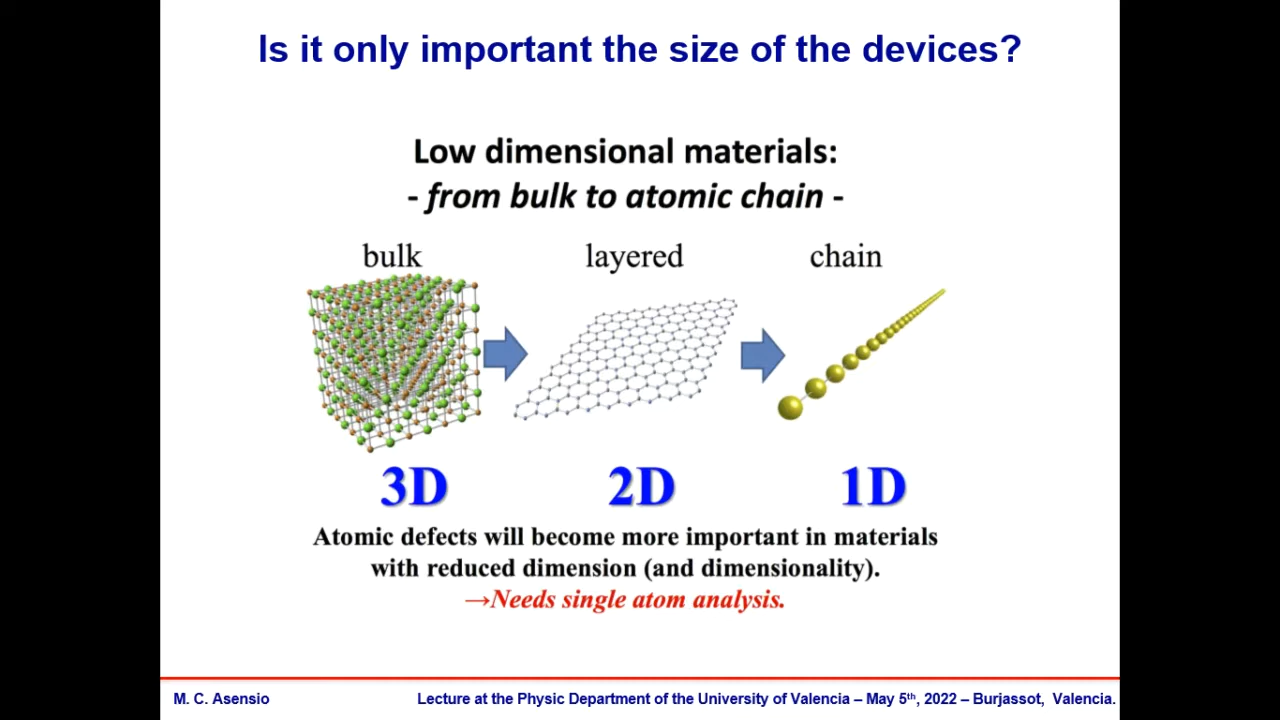 Is it only important the size of the devices?
Low dimensional materials:
- from bulk to atomic chain -
bulk layered chain
3D 2D 1D
Atomic defects will become more important in materials
with reduced dimension (and dimensionality).
→Needs single atom analysis.
M. C. Asensio Lecture at the Physic Department of the University of Valencia – May 5th, 2022 – Burjassot, Valencia.